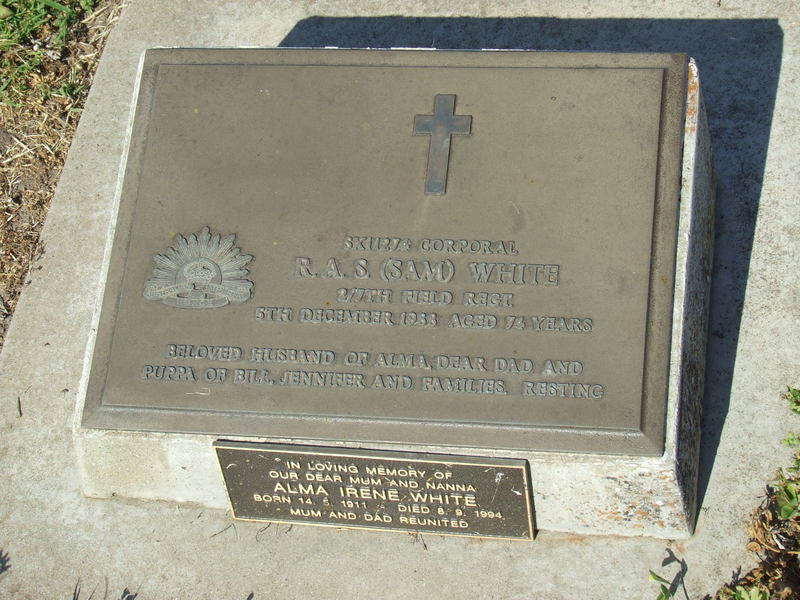 SX11274 CORPORAL
R. A. S. (SAM) WHITE
2/7TH FIELD REGT.
5TH DECEMBER 1988 AGED 74 YEARS
BELOVED HUSBAND OF ALMA, DEAR DAD AND
PUPPA OF BILL, JENNIFER AND FAMILIES. RESTING
IN LOVING MEMORY OF
OUR DEAR MUM AND NANNA
ALMA IRENE WHITE
BORN 14. 5. 1911 DIED 8. 9. 1994
MUM AND DAD REUNITED